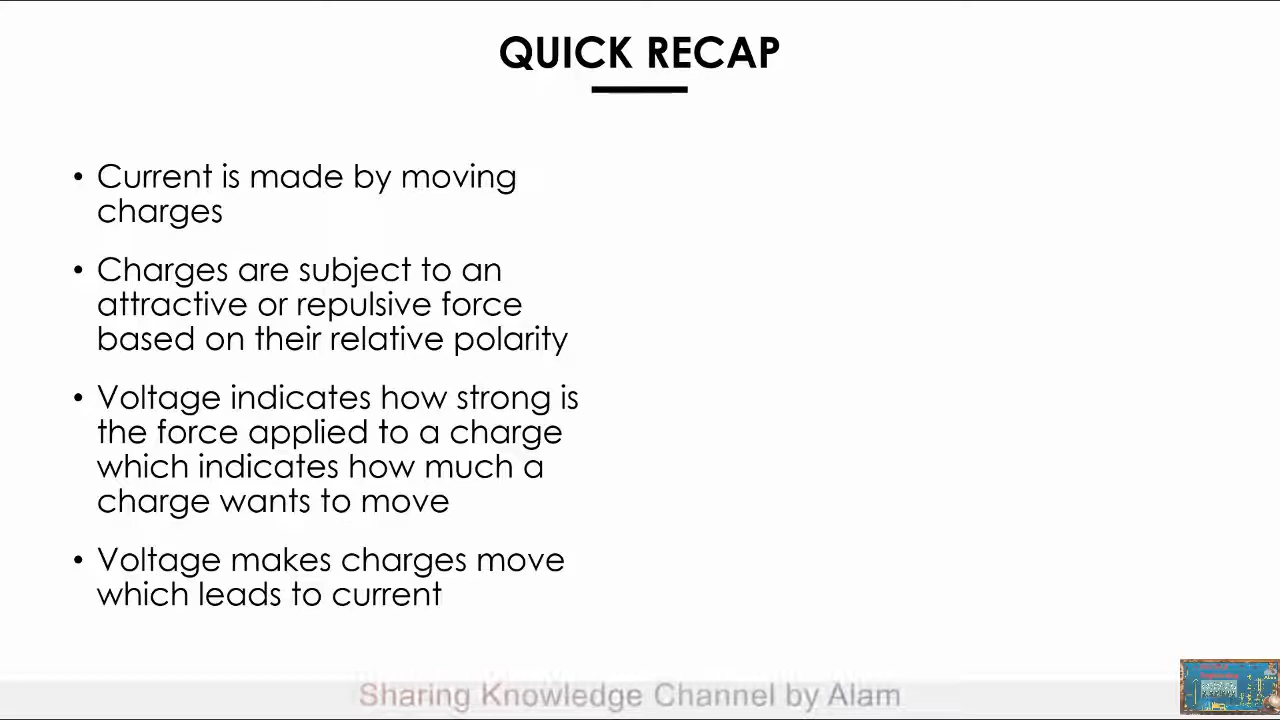 QUICK RECAP
• Current is made by moving
charges
• Charges are subject to an
attractive or repulsive force
based on their relative polarity
• Voltage indicates how strong is
the force applied to a charge
which indicates how much a
charge wants to move
• Voltage makes charges move
which leads to current
Sharing Knowledge Channel by Alam